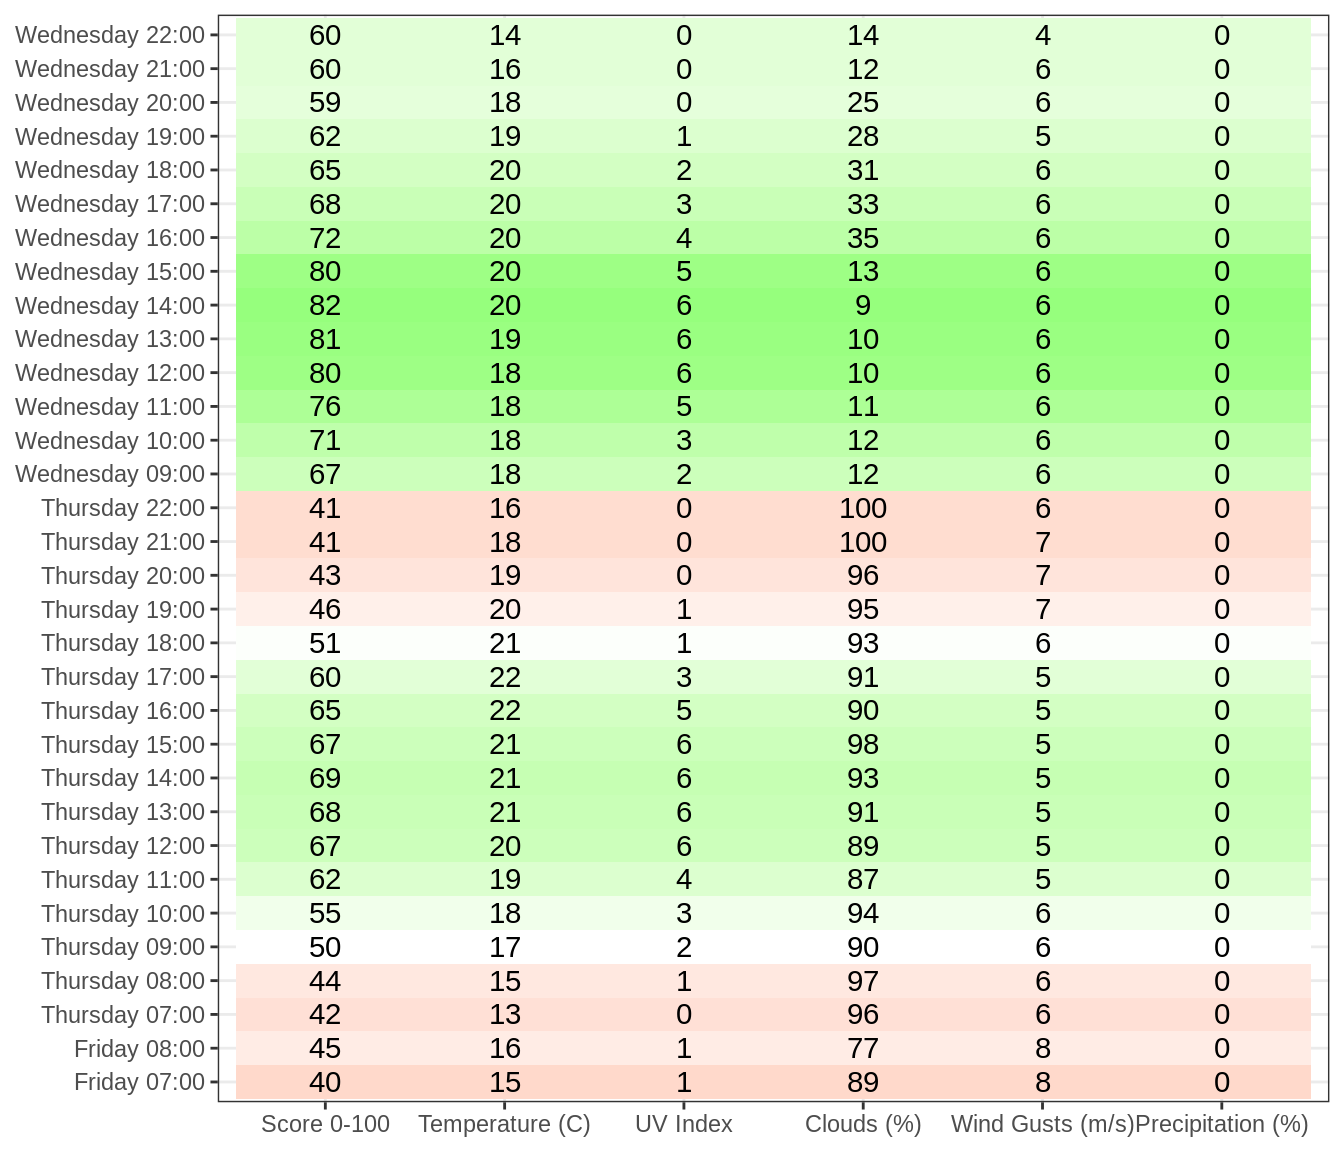 Wednesday 22:00 60 14 0 14 4 0
Wednesday 21:00 60 16 0 12 6 0
Wednesday 20:00 59 18 0 25 6 0
Wednesday 19:00 62 19 1 28 5 0
Wednesday 18:00 65 20 2 31 6 0
Wednesday 17:00 68 20 3 33 6 0
Wednesday 16:00 72 20 4 35 6 0
Wednesday 15:00 80 20 5 13 6 0
Wednesday 14:00 82 20 6 9 6 0
Wednesday 13:00 81 19 6 10 6 0
Wednesday 12:00 80 18 6 10 6 0
Wednesday 11:00 76 18 5 11 6 0
Wednesday 10:00 71 18 3 12 6 0
Wednesday 09:00 67 18 2 12 6 0
Thursday 22:00 41 16 0 100 6 0
Thursday 21:00 41 18 0 100 7 0
Thursday 20:00 43 19 0 96 7 0
Thursday 19:00 46 20 1 95 7 0
Thursday 18:00 51 21 1 93 6 0
Thursday 17:00 60 22 3 91 5 0
Thursday 16:00 65 22 5 90 5 0
Thursday 15:00 67 21 6 98 5 0
Thursday 14:00 69 21 6 93 5 0
Thursday 13:00 68 21 6 91 5 0
Thursday 12:00 67 20 6 89 5 0
Thursday 11:00 62 19 4 87 5 0
Thursday 10:00 55 18 3 94 6 0
Thursday 09:00 50 17 2 90 6 0
Thursday 08:00 44 15 1 97 6 0
Thursday 07:00 42 13 0 96 6 0
Friday 08:00 45 16 1 77 8 0
Friday 07:00 40 15 1 89 8 0
Score 0-100 Temperature (C) UV Index Clouds (%) Wind Gusts (m/s) Precipitation (%)